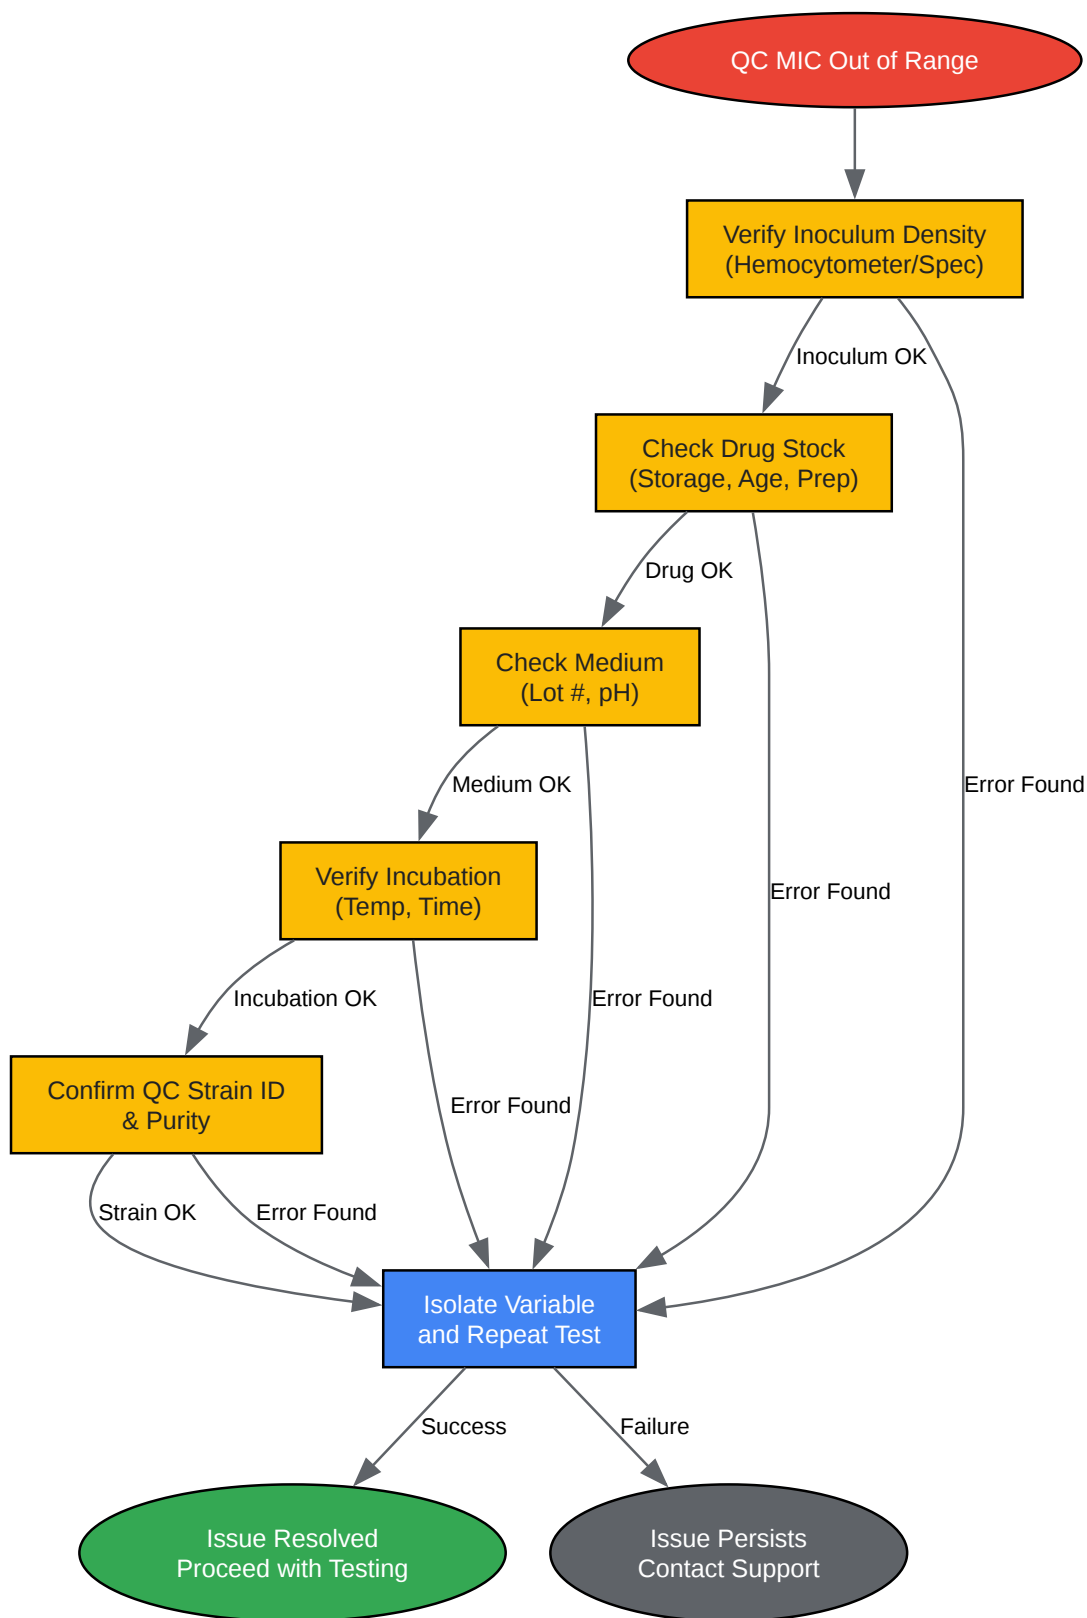 QC MIC Out of Range
Verify Inoculum Density
(Hemocytometer/Spec)
Inoculum OK
Check Drug Stock
(Storage, Age, Prep)
Drug OK
Check Medium
(Lot #, pH)
Medium OK
Error Found
Verify Incubation
(Temp, Time)
Error Found
Incubation OK
Error Found
Confirm QC Strain ID
& Purity
Error Found
Strain OK
Error Found
Isolate Variable
and Repeat Test
Success
Failure
Issue Resolved
Proceed with Testing
Issue Persists
Contact Support